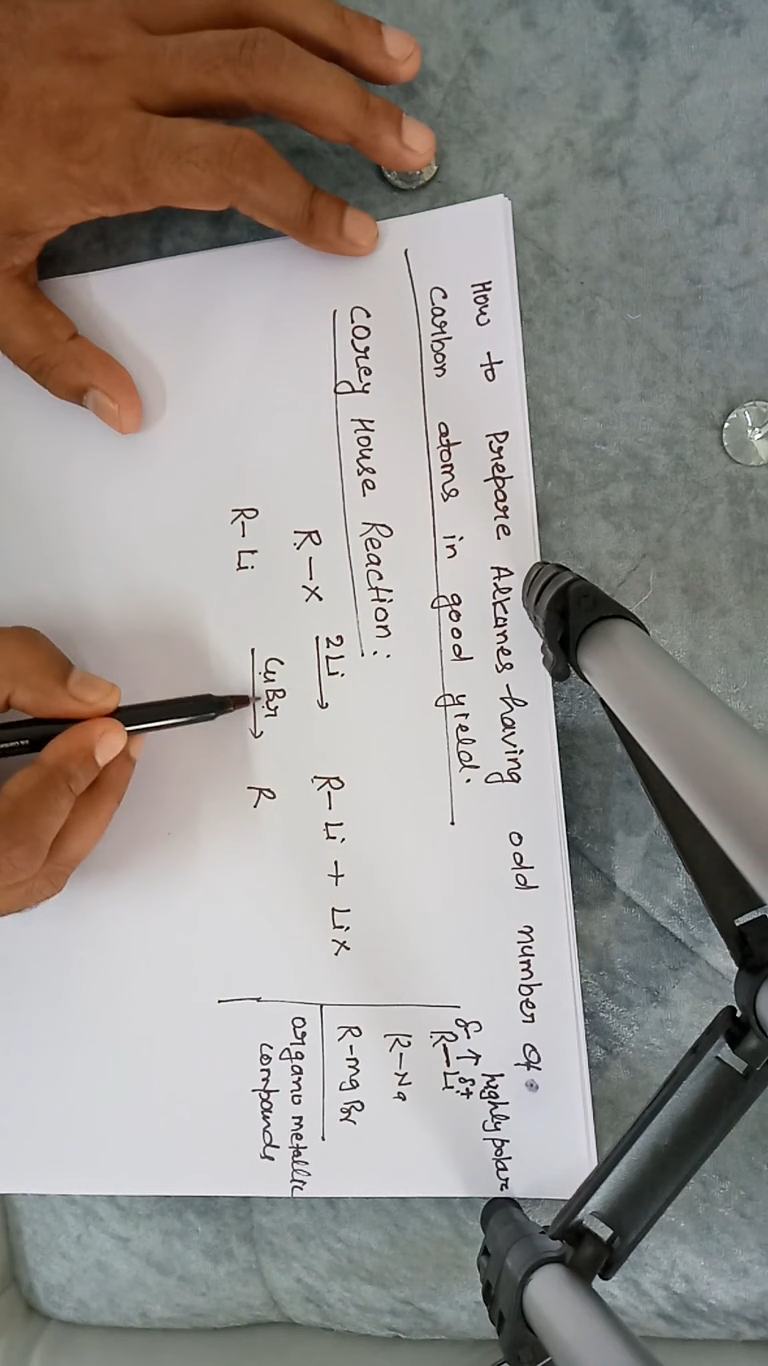 How to Prepare Alkanes having odd number of
carbon atoms in good yield.
Corey House Reaction:
R-X 2Li → R-Li + Lix
R-Li CuBr → R
highly polar
δ- ↑ δ+
R-Li
R-Na
R-mgBr
organo metallic
compands